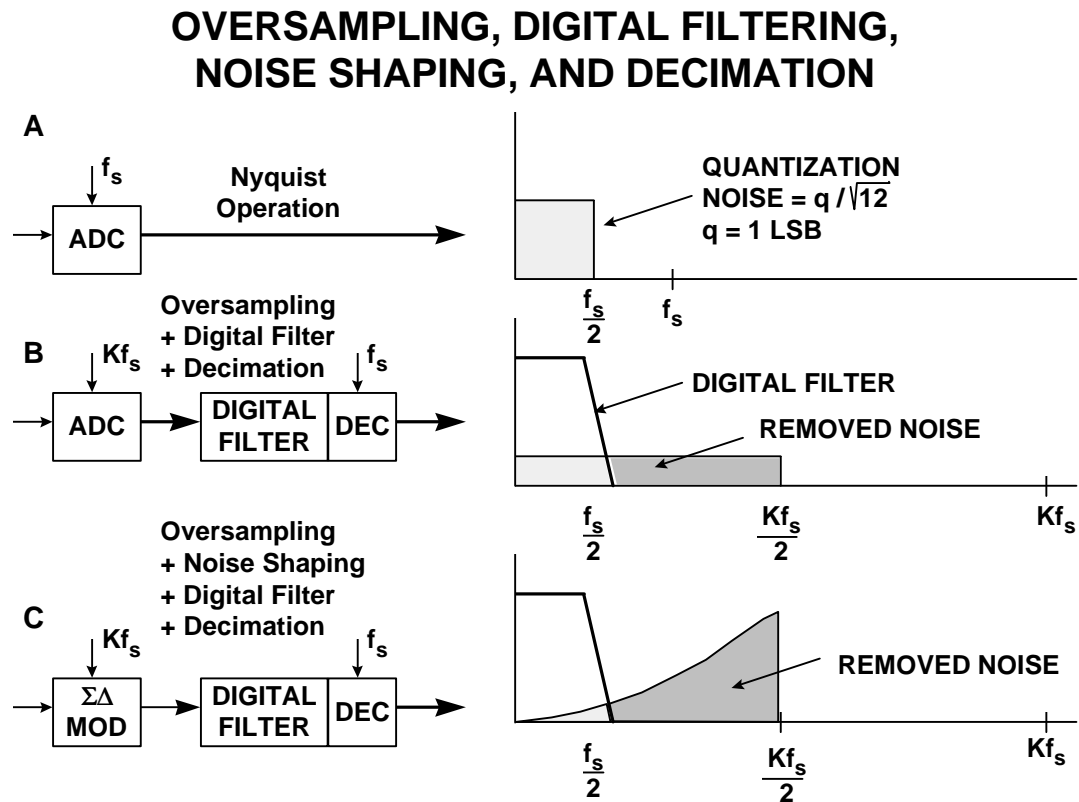 OVERSAMPLING, DIGITAL FILTERING,
NOISE SHAPING, AND DECIMATION
A
fs
ADC
Nyquist
Operation
QUANTIZATION
NOISE = q / √12
q = 1 LSB
fs
2
fs
B
Oversampling
+ Digital Filter
+ Decimation
Kfs
fs
ADC
DIGITAL
FILTER
DEC
DIGITAL FILTER
REMOVED NOISE
fs
2
Kfs
2
Kfs
C
Oversampling
+ Noise Shaping
+ Digital Filter
+ Decimation
Kfs
fs
ΣΔ
MOD
DIGITAL
FILTER
DEC
REMOVED NOISE
fs
2
Kfs
2
Kfs